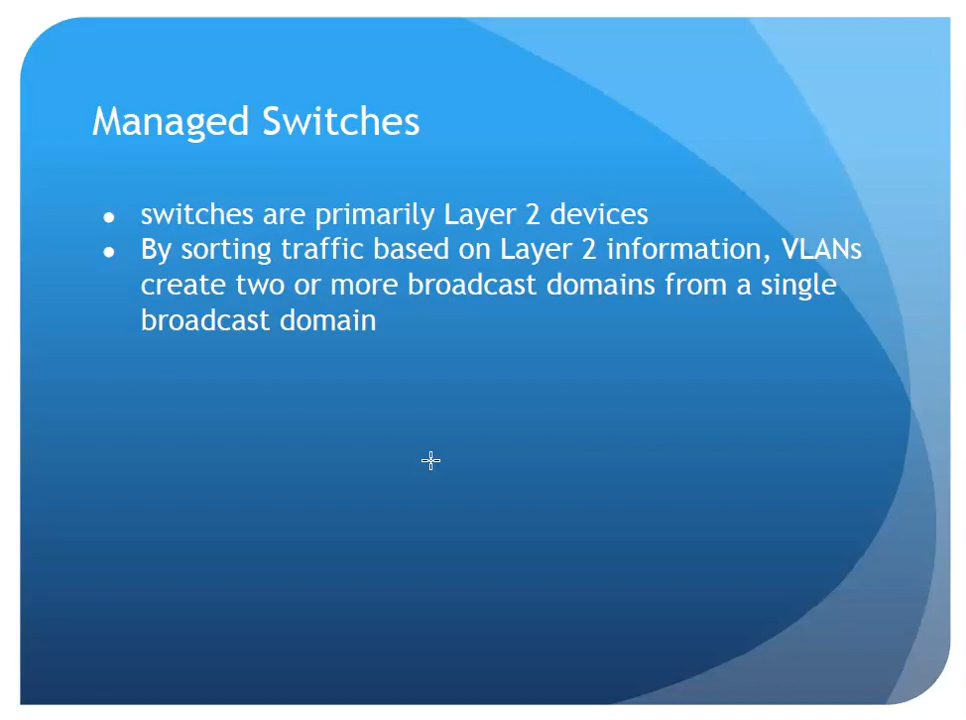 Managed Switches
● switches are primarily Layer 2 devices
● By sorting traffic based on Layer 2 information, VLANs
create two or more broadcast domains from a single
broadcast domain